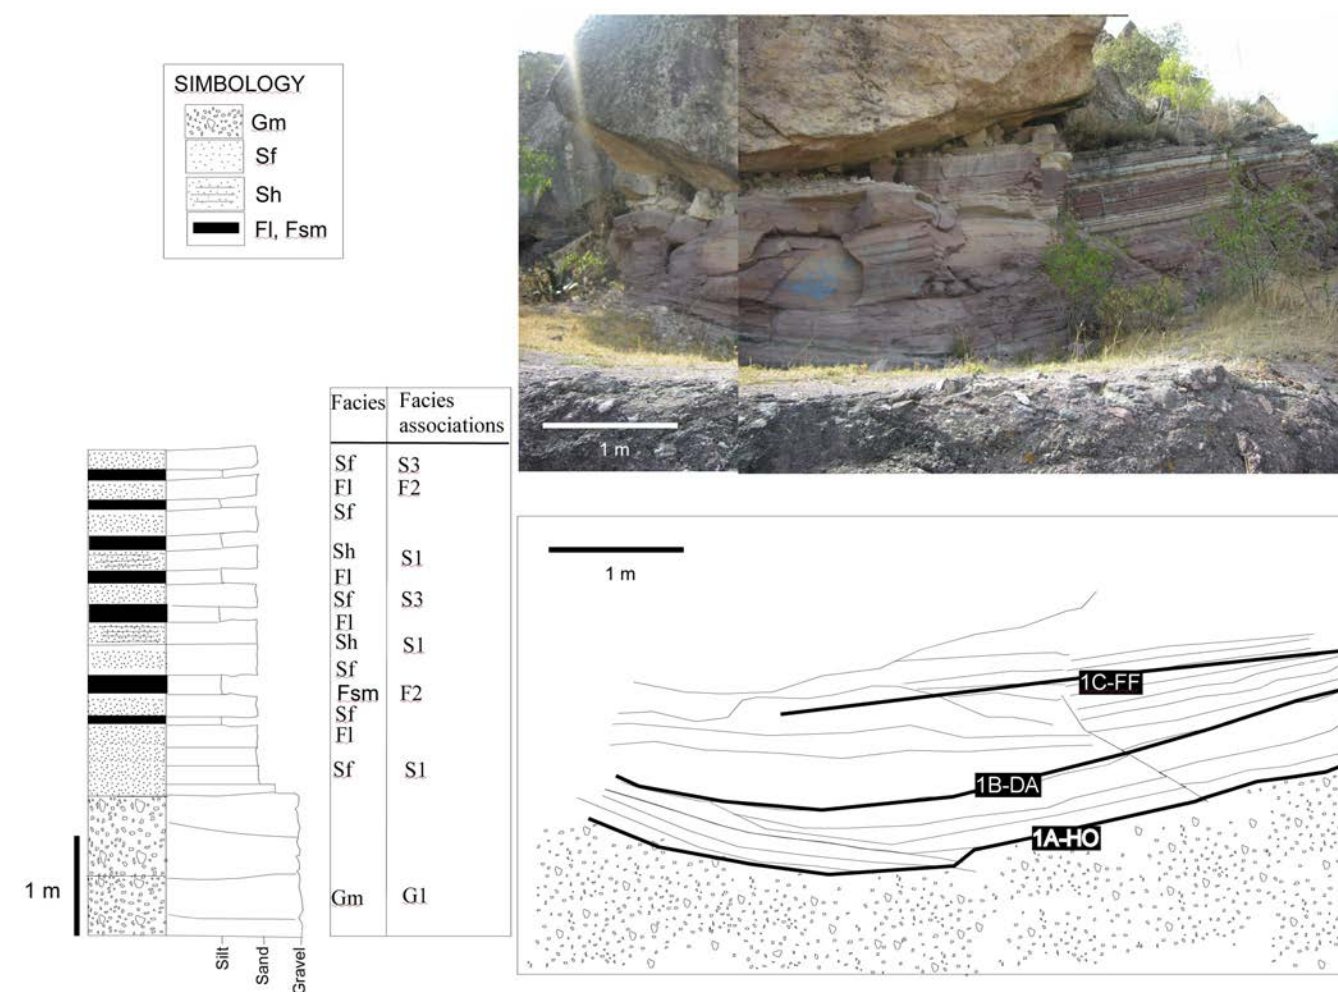 SIMBOLOGY
Gm
Sf
Sh
Fl, Fsm
1 m
Facies
Facies
associations
Sf S3
Fl F2
Sf
Sh S1
Fl
Sf S3
Fl
Sh S1
Sf
Fsm F2
Sf
Fl
Sf S1
Gm G1
1 m
Silt
Sand
Gravel
1 m
1C-FF
1B-DA
1A-HO